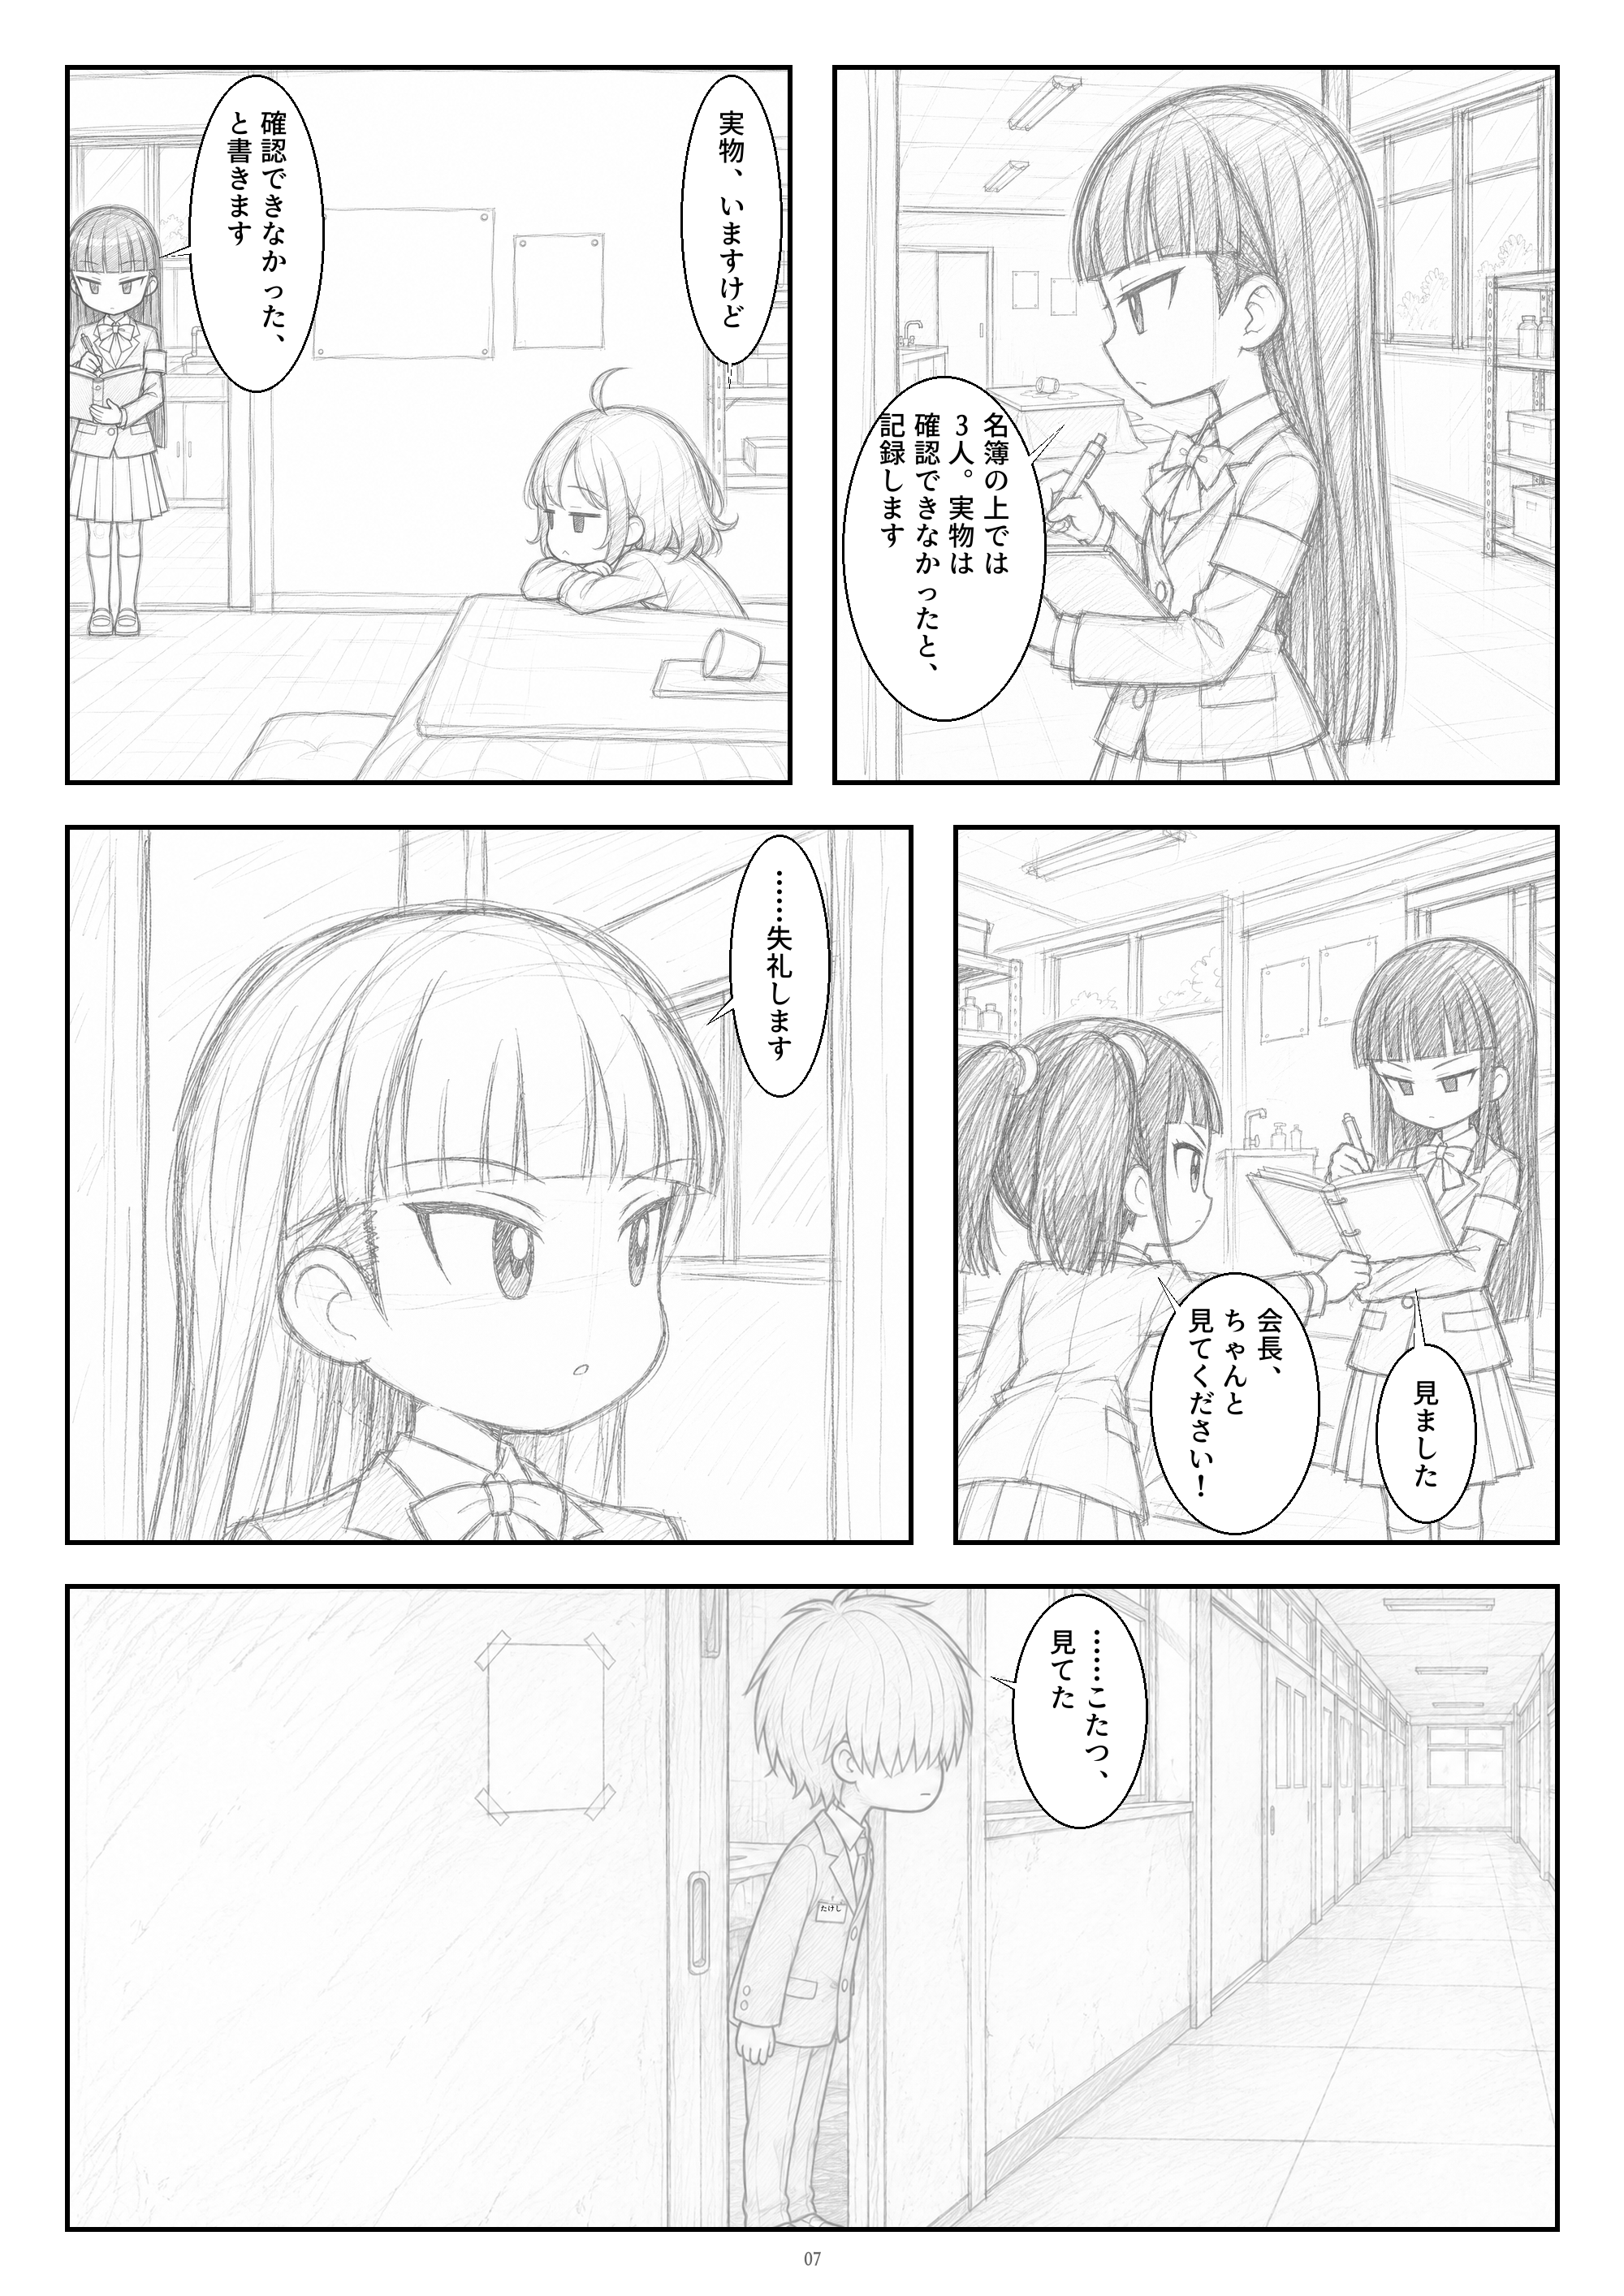 名簿の上では
3人。実物は
確認できなかったと、
記録します
実物、いますけど
確認できなかった、
と書きます
会長、
ちゃんと
見てください！
見ました
……失礼します
……こたつ、
見てた
たけし
07